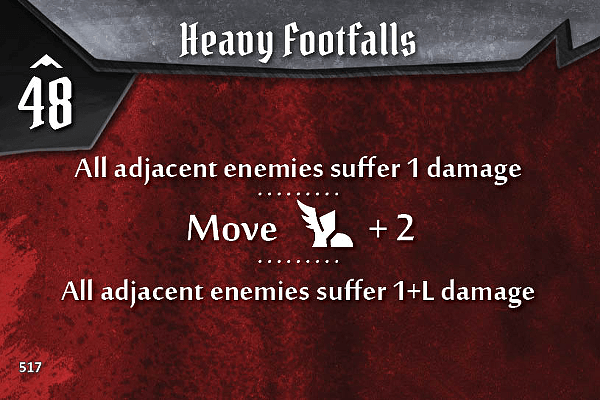 Heavy Footfalls
48
All adjacent enemies suffer 1 damage
Move + 2
All adjacent enemies suffer 1+L damage
517